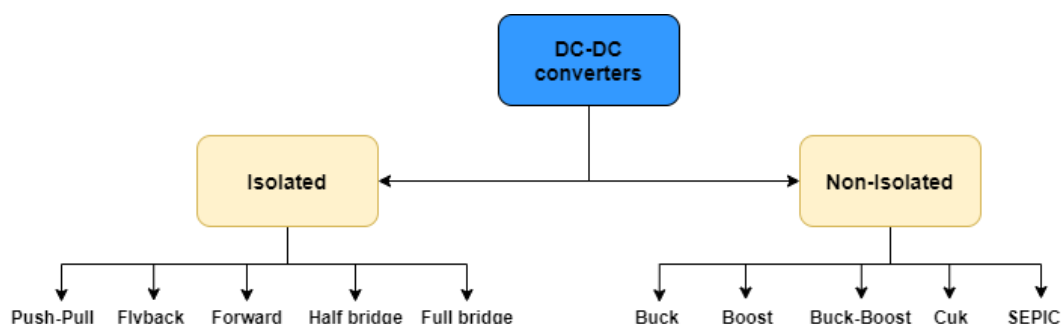 DC-DC
converters
Isolated
Non-Isolated
Push-Pull
Flyback
Forward
Half bridge
Full bridge
Buck
Boost
Buck-Boost
Cuk
SEPIC